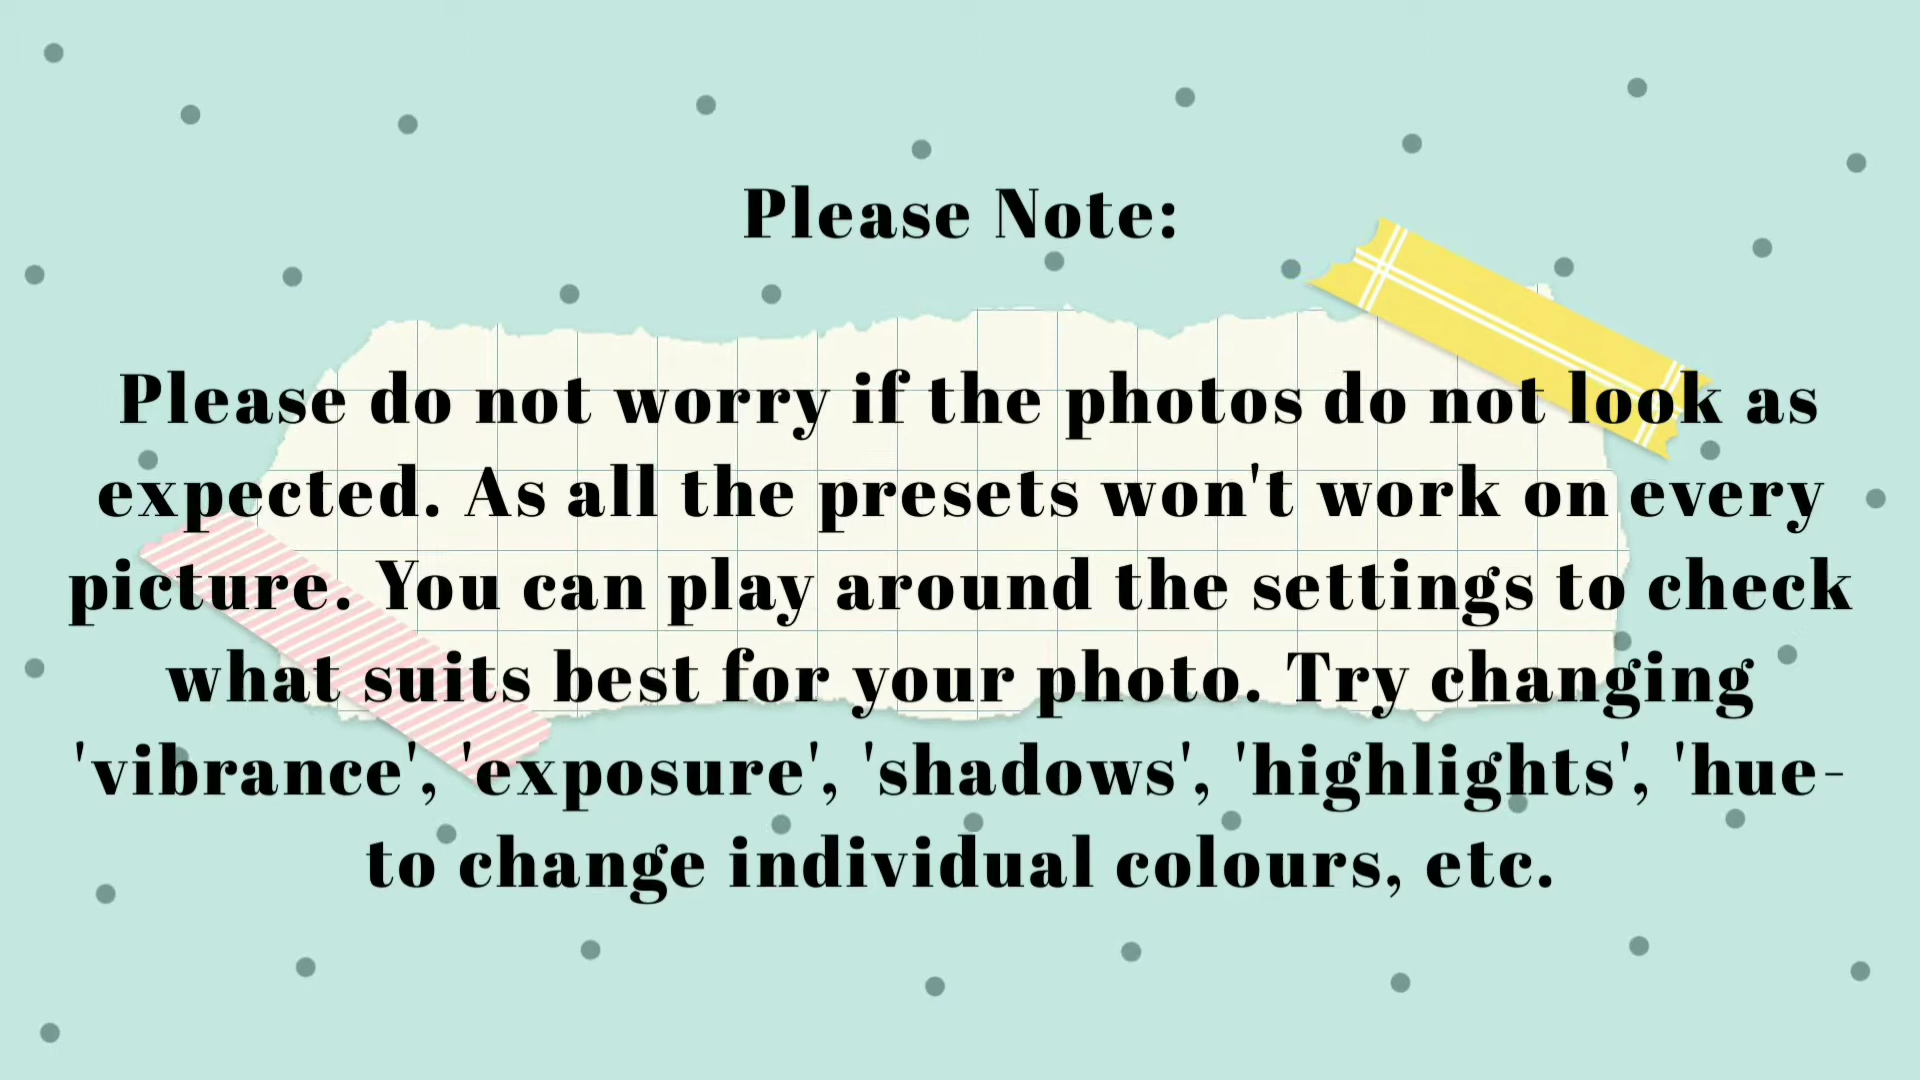 Please Note:
Please do not worry if the photos do not look as
expected. As all the presets won't work on every
picture. You can play around the settings to check
what suits best for your photo. Try changing
'vibrance', 'exposure', 'shadows', 'highlights', 'hue-
to change individual colours, etc.